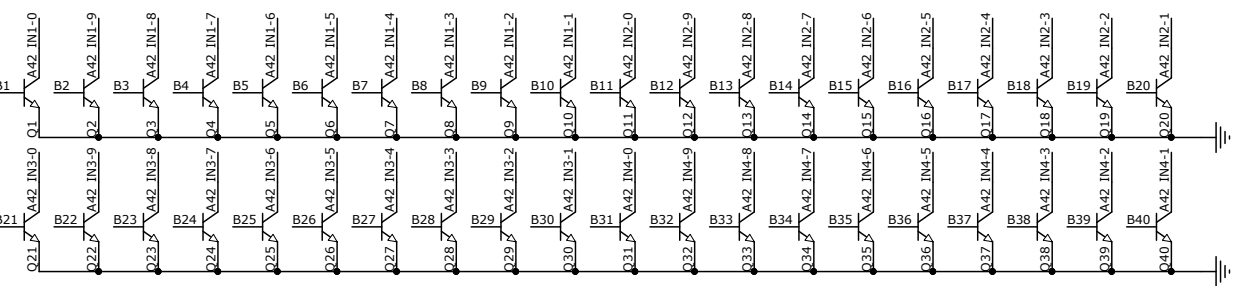 A42 IN1-0 A42 IN1-9 A42 IN1-8 A42 IN1-7 A42 IN1-6 A42 IN1-5 A42 IN1-4 A42 IN1-3 A42 IN1-2 A42 IN1-1 A42 IN2-0 A42 IN2-9 A42 IN2-8 A42 IN2-7 A42 IN2-6 A42 IN2-5 A42 IN2-4 A42 IN2-3 A42 IN2-2 A42 IN2-1
B1 B2 B3 B4 B5 B6 B7 B8 B9 B10 B11 B12 B13 B14 B15 B16 B17 B18 B19 B20
Q1 Q2 Q3 Q4 Q5 Q6 Q7 Q8 Q9 Q10 Q11 Q12 Q13 Q14 Q15 Q16 Q17 Q18 Q19 Q20
A42 IN3-0 A42 IN3-9 A42 IN3-8 A42 IN3-7 A42 IN3-6 A42 IN3-5 A42 IN3-4 A42 IN3-3 A42 IN3-2 A42 IN3-1 A42 IN4-0 A42 IN4-9 A42 IN4-8 A42 IN4-7 A42 IN4-6 A42 IN4-5 A42 IN4-4 A42 IN4-3 A42 IN4-2 A42 IN4-1
B21 B22 B23 B24 B25 B26 B27 B28 B29 B30 B31 B32 B33 B34 B35 B36 B37 B38 B39 B40
Q21 Q22 Q23 Q24 Q25 Q26 Q27 Q28 Q29 Q30 Q31 Q32 Q33 Q34 Q35 Q36 Q37 Q38 Q39 Q40